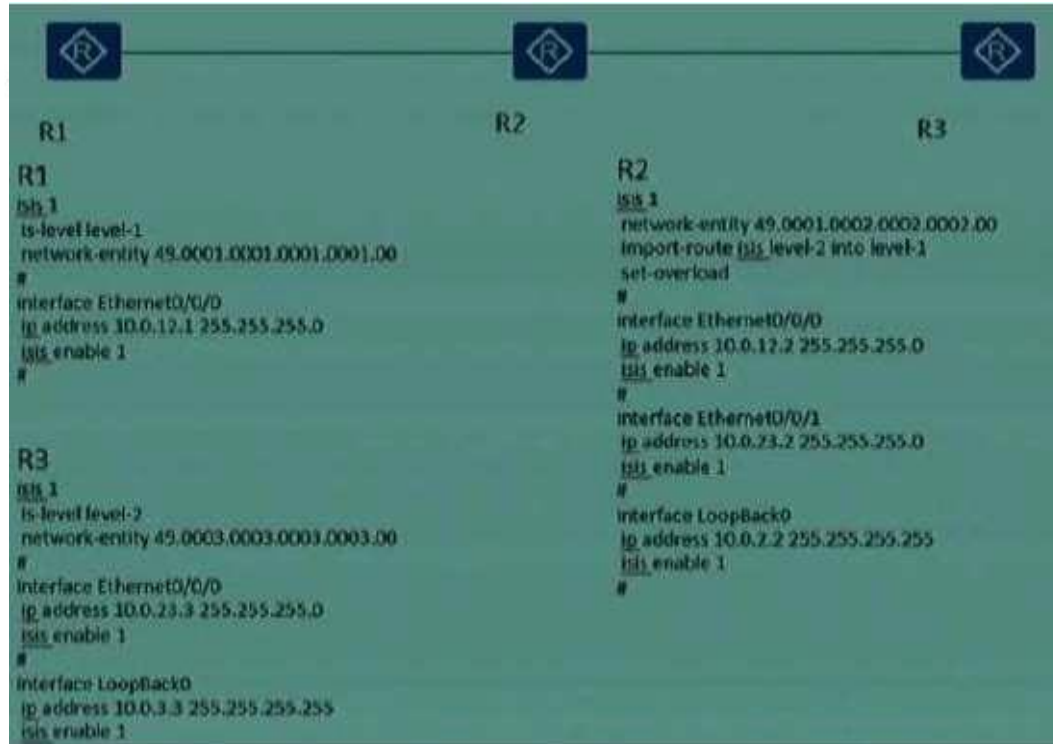 R
R
R
R1
R2
R3
R1
isis 1
is-level level-1
network-entity 49.0001.0001.0001.0001.00
#
interface Ethernet0/0/0
ip address 10.0.12.1 255.255.255.0
isis enable 1
#
R3
isis 1
is-level level-2
network-entity 49.0003.0003.0003.0003.00
#
interface Ethernet0/0/0
ip address 10.0.23.3 255.255.255.0
isis enable 1
#
interface LoopBack0
ip address 10.0.3.3 255.255.255.255
isis enable 1
R2
isis 1
network-entity 49.0001.0002.0002.0002.00
import-route isis level-2 into level-1
set-overload
#
interface Ethernet0/0/0
ip address 10.0.12.2 255.255.255.0
isis enable 1
#
interface Ethernet0/0/1
ip address 10.0.23.2 255.255.255.0
isis enable 1
#
interface LoopBack0
ip address 10.0.2.2 255.255.255.255
isis enable 1
#